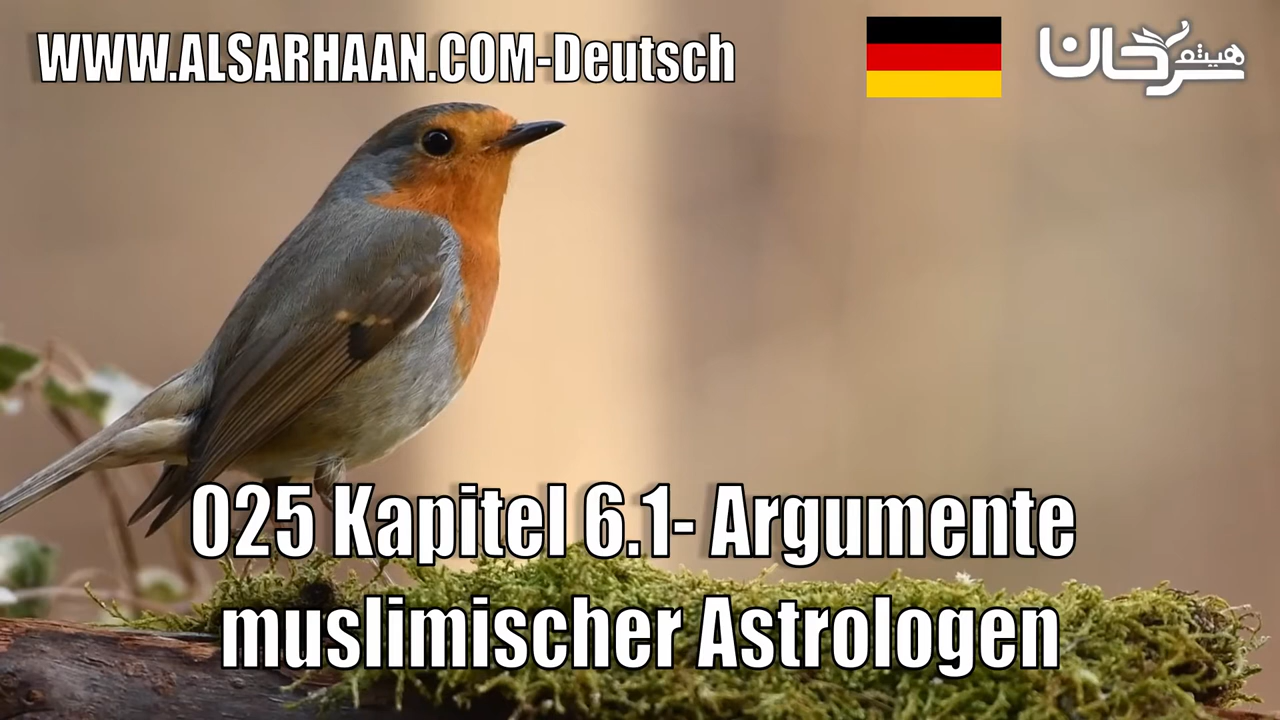 WWW.ALSARHAAN.COM-Deutsch
هيثم سرحان
025 Kapitel 6.1- Argumente
muslimischer Astrologen